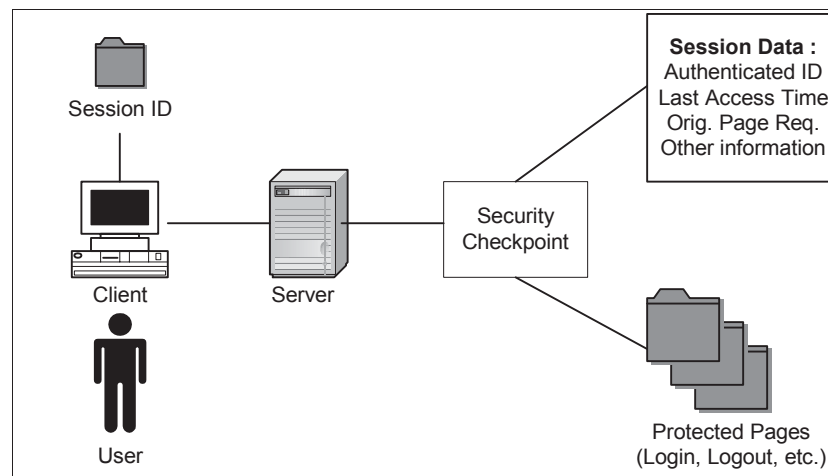 Session ID
Client
User
Server
Security
Checkpoint
Session Data :
Authenticated ID
Last Access Time
Orig. Page Req.
Other information
Protected Pages
(Login, Logout, etc.)